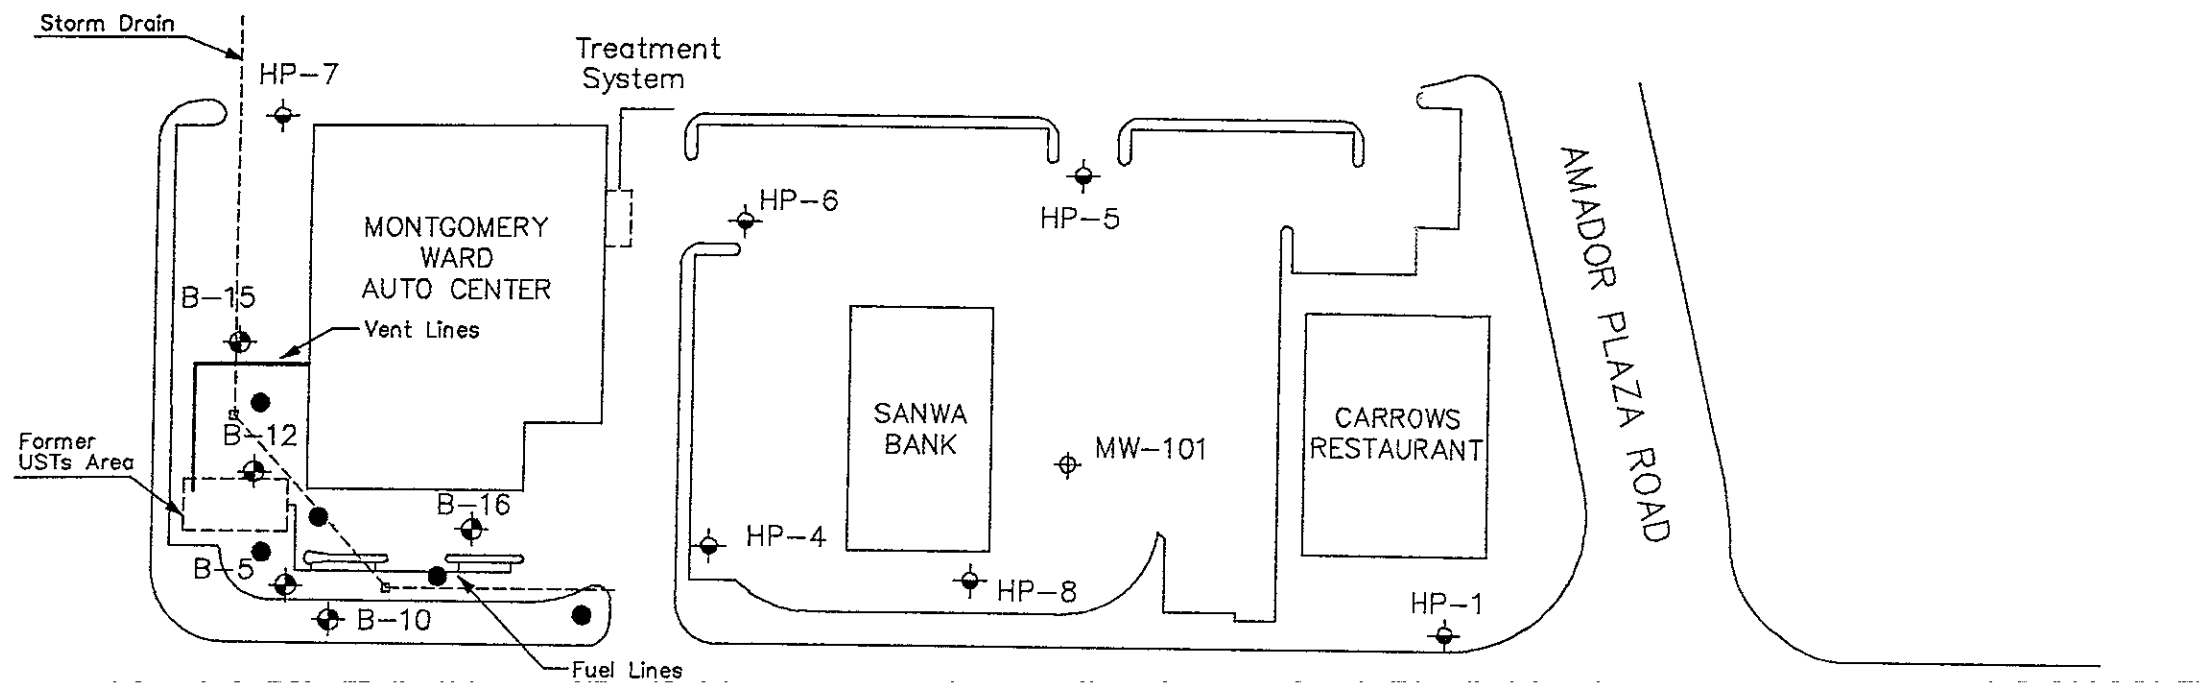 Storm Drain
HP-7
Treatment
System
HP-6
HP-5
MONTGOMERY
WARD
AUTO CENTER
AMADOR PLAZA ROAD
B-15
Vent Lines
SANWA
BANK
CARROWS
RESTAURANT
B-12
Former
USTs Area
MW-101
B-16
HP-4
B-5
HP-8
HP-1
B-10
Fuel Lines